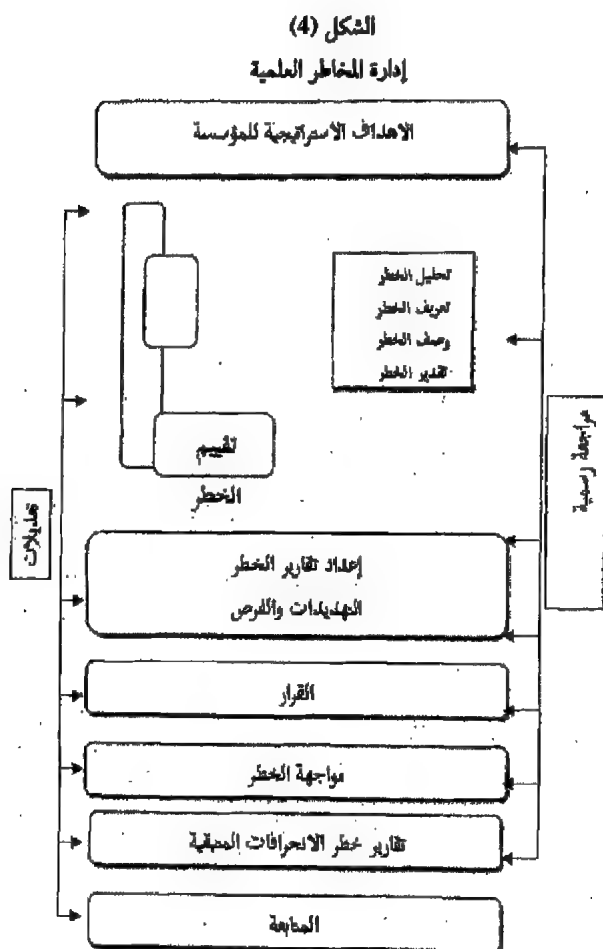 الشكل (4)
إدارة المخاطر العلمية
الاهداف الاستراتيجية للمؤسسة
تحليل الخطر
تعريف الخطر
وصف الخطر
تقدير الخطر
تقييم
الخطر
مواجهة رسمية
تعديلات
إعداد تقارير الخطر
التهديدات والفرص
القرار
مواجهة الخطر
تقارير خطر الانحرافات المتبقية
المتابعة